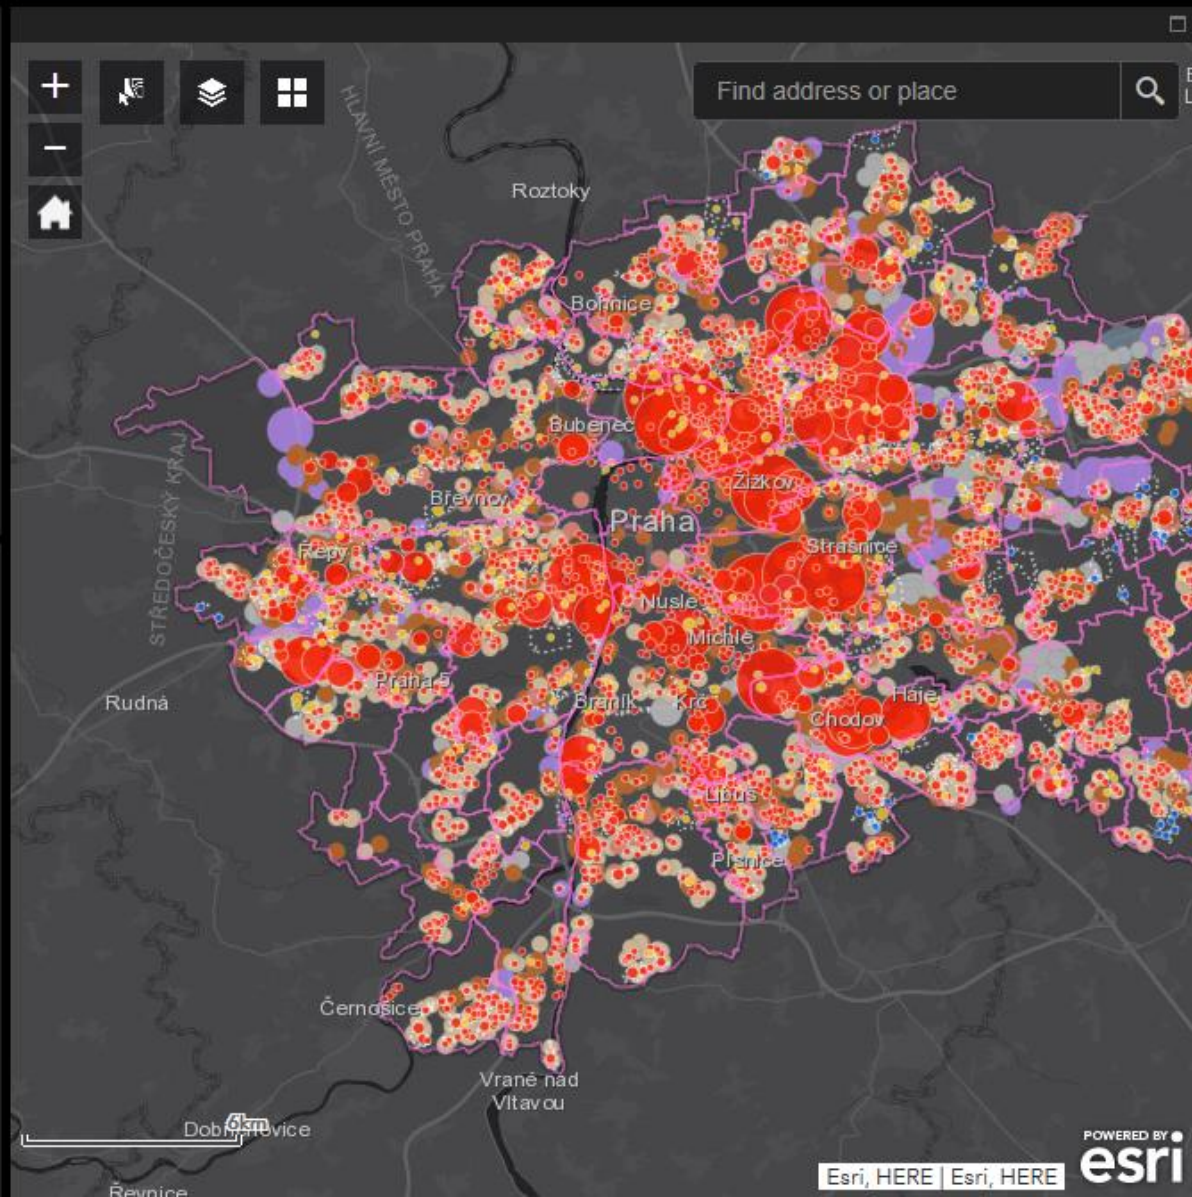 Find address or place
HLAVNÍ MĚSTO PRAHA
Roztoky
Bohnice
Bubeneč
Žižkov
Břevnov
Praha
Řepy
Strašnice
STŘEDOČESKÝ KRAJ
Nusle
Michle
Praha 5
Rudná
Braník
Krč
Háje
Chodov
Libuš
Písnice
Černošice
Vrané nad
Vltavou
6km
POWERED BY
esri
Esri, HERE | Esri, HERE
Řevnice